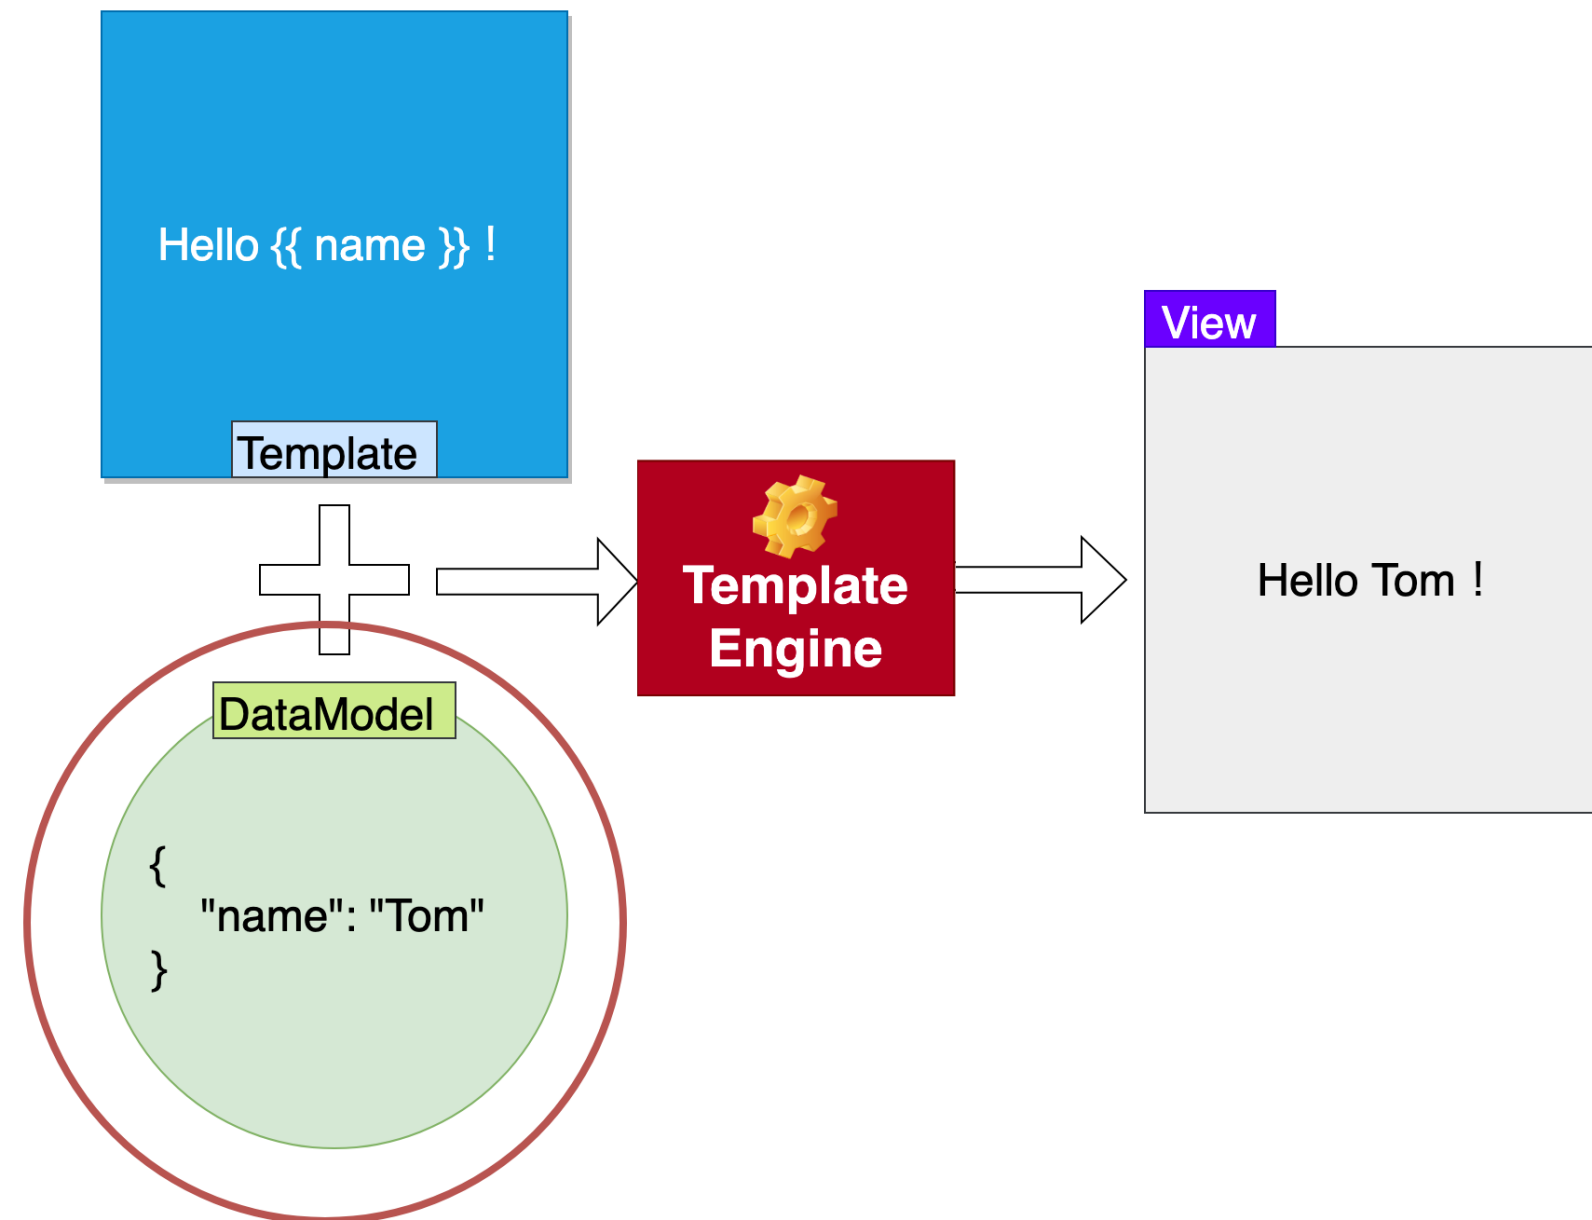 Hello {{ name }} !
Template
DataModel
{
"name": "Tom"
}
Template
Engine
View
Hello Tom !